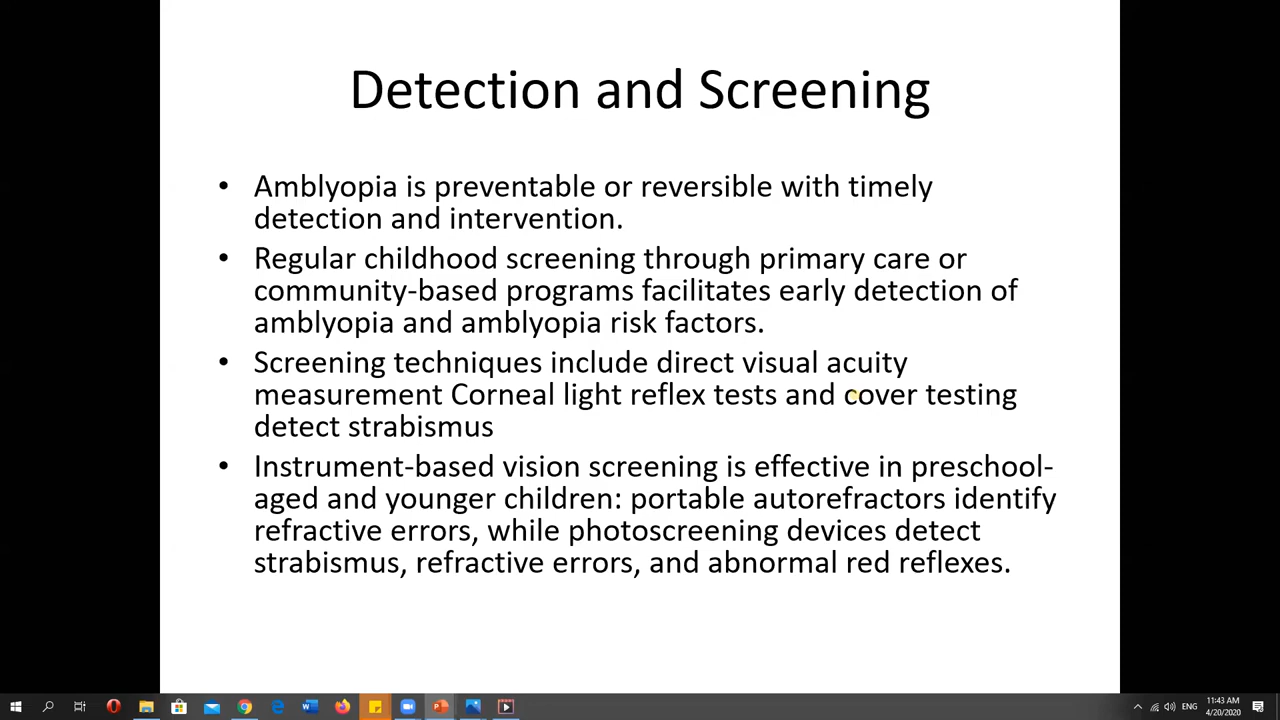 Detection and Screening
• Amblyopia is preventable or reversible with timely
detection and intervention.
• Regular childhood screening through primary care or
community-based programs facilitates early detection of
amblyopia and amblyopia risk factors.
• Screening techniques include direct visual acuity
measurement Corneal light reflex tests and cover testing
detect strabismus
• Instrument-based vision screening is effective in preschool-
aged and younger children: portable autorefractors identify
refractive errors, while photoscreening devices detect
strabismus, refractive errors, and abnormal red reflexes.
ENG
11:43 AM
4/20/2020